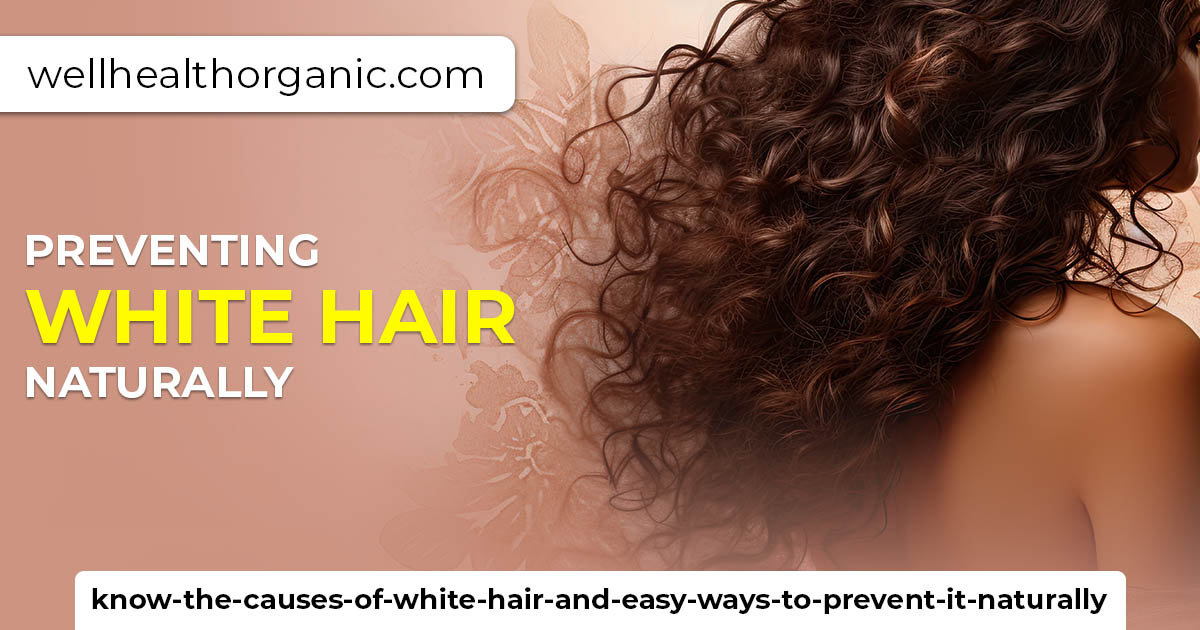 wellhealthorganic.com
PREVENTING
WHITE HAIR
NATURALLY
know-the-causes-of-white-hair-and-easy-ways-to-prevent-it-naturally